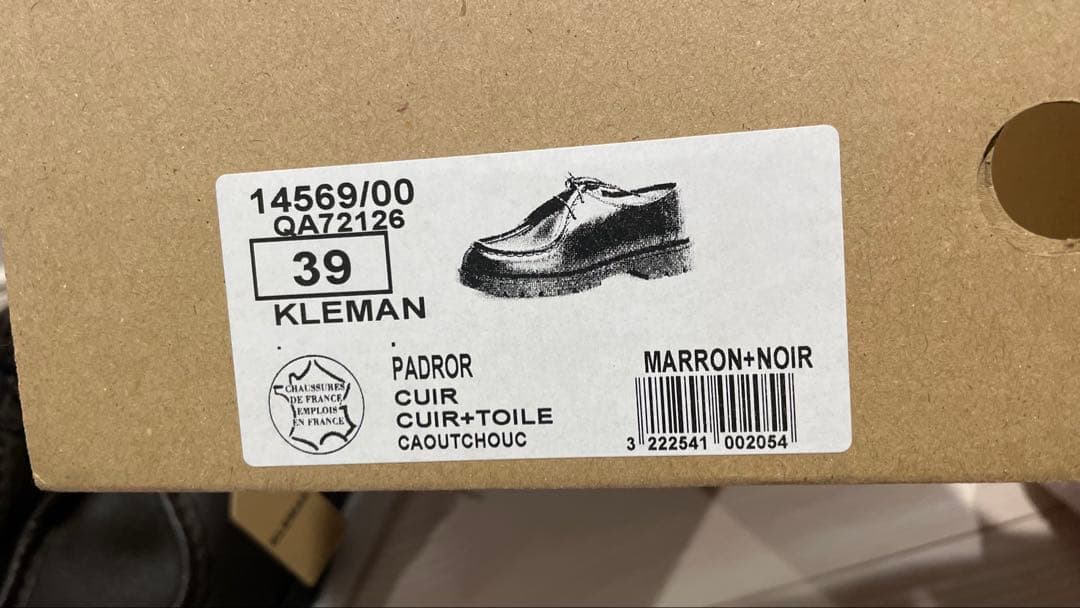 14569/00
QA72126
39
KLEMAN
CHAUSSURES
DE FRANCE
EMPLOIS
EN FRANCE
PADROR
CUIR
CUIR+TOILE
CAOUTCHOUC
MARRON+NOIR
3 222541 002054